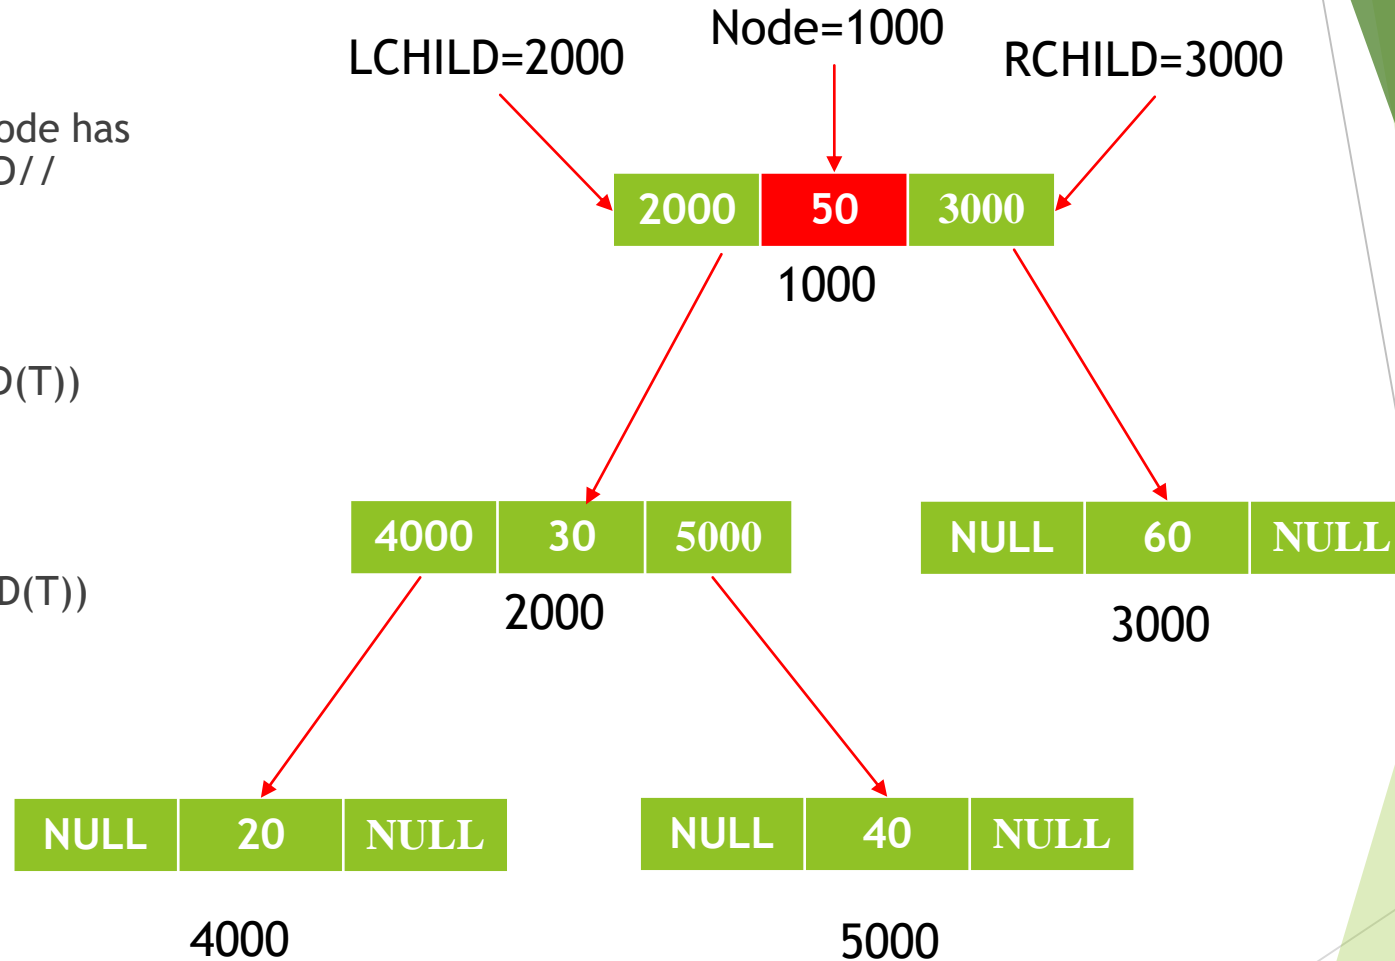 LCHILD=2000
Node=1000
RCHILD=3000
ode has
D//
2000 50 3000
1000
D(T))
4000 30 5000
NULL 60 NULL
D(T))
2000
3000
NULL 20 NULL
NULL 40 NULL
4000
5000